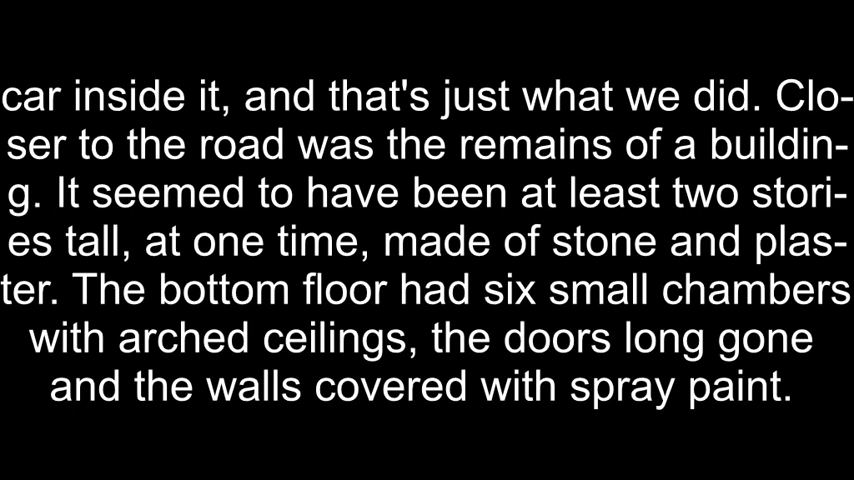 car inside it, and that's just what we did. Clo-
ser to the road was the remains of a buildin-
g. It seemed to have been at least two stori-
es tall, at one time, made of stone and plas-
ter. The bottom floor had six small chambers
with arched ceilings, the doors long gone
and the walls covered with spray paint.